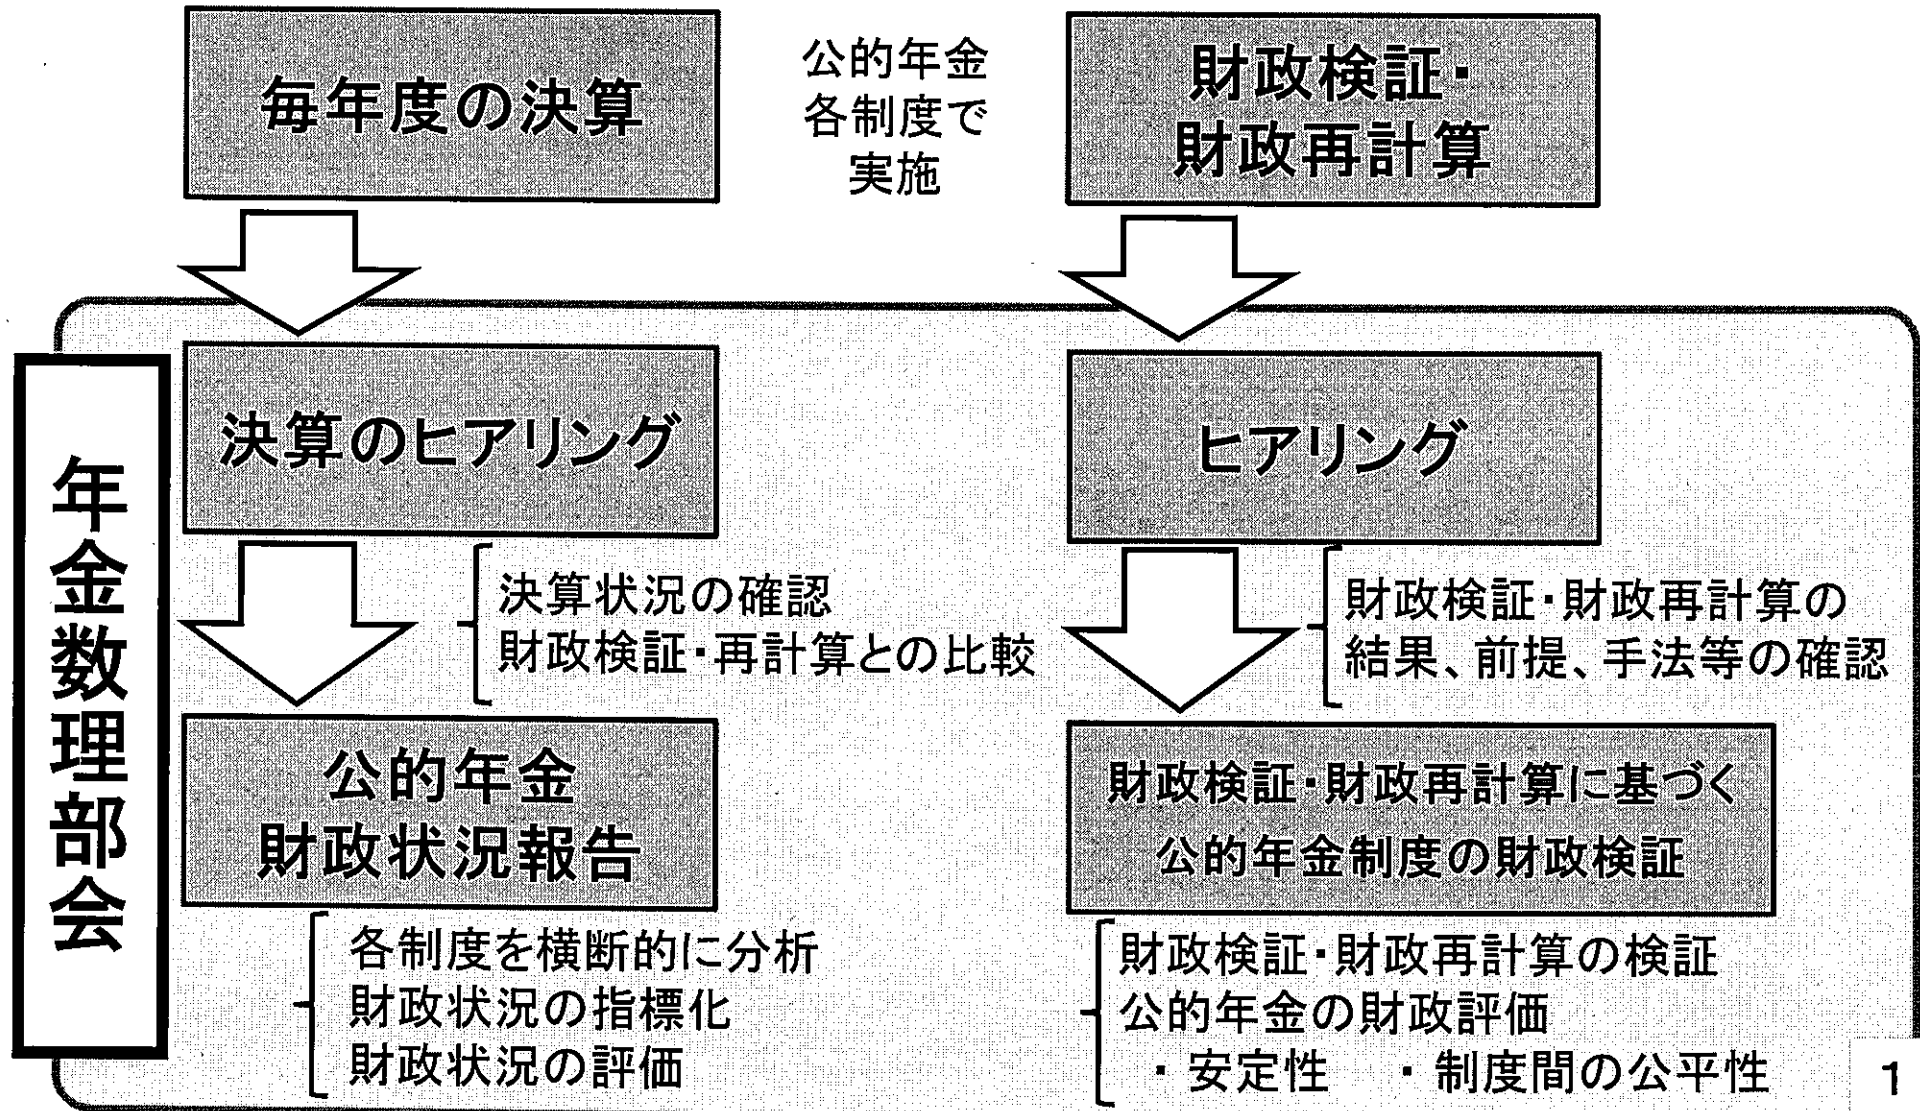 毎年度の決算
公的年金
各制度で
実施
財政検証・
財政再計算
年金数理部会
決算のヒアリング
ヒアリング
決算状況の確認
財政検証・再計算との比較
財政検証・財政再計算の
結果、前提、手法等の確認
公的年金
財政状況報告
財政検証・財政再計算に基づく
公的年金制度の財政検証
各制度を横断的に分析
財政状況の指標化
財政状況の評価
財政検証・財政再計算の検証
公的年金の財政評価
・安定性　・制度間の公平性
1